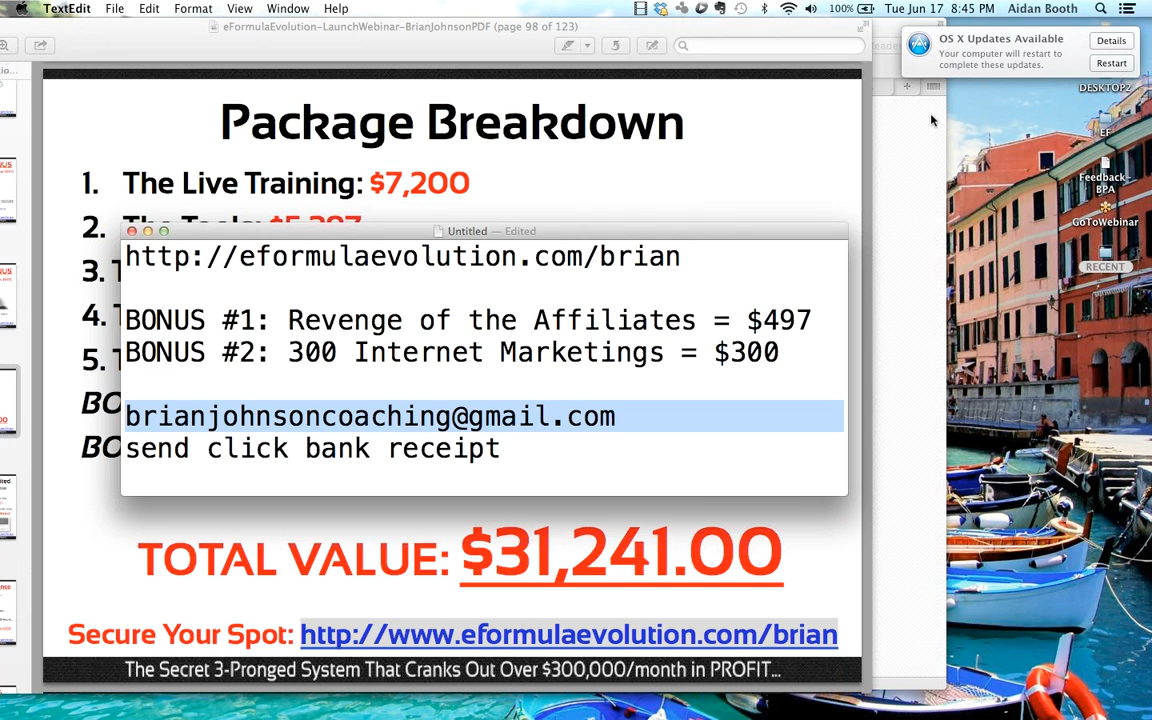 TextEdit File Edit Format View Window Help 100% Tue Jun 17 8:45 PM Aidan Booth
eFormulaEvolution-LaunchWebinar-BrianJohnsonPDF (page 98 of 123)
OS X Updates Available
Your computer will restart to
complete these updates.
Details
Restart
DESKTOP2
EF
Feedback-
BPA
GoToWebinar
RECENT
Package Breakdown
1. The Live Training: $7,200
2.
3.
4.
5.
Untitled — Edited
http://eformulaevolution.com/brian
BONUS #1: Revenge of the Affiliates = $497
BONUS #2: 300 Internet Marketings = $300
brianjohnsoncoaching@gmail.com
send click bank receipt
TOTAL VALUE: $31,241.00
Secure Your Spot: http://www.eformulaevolution.com/brian
The Secret 3-Pronged System That Cranks Out Over $300,000/month in PROFIT...